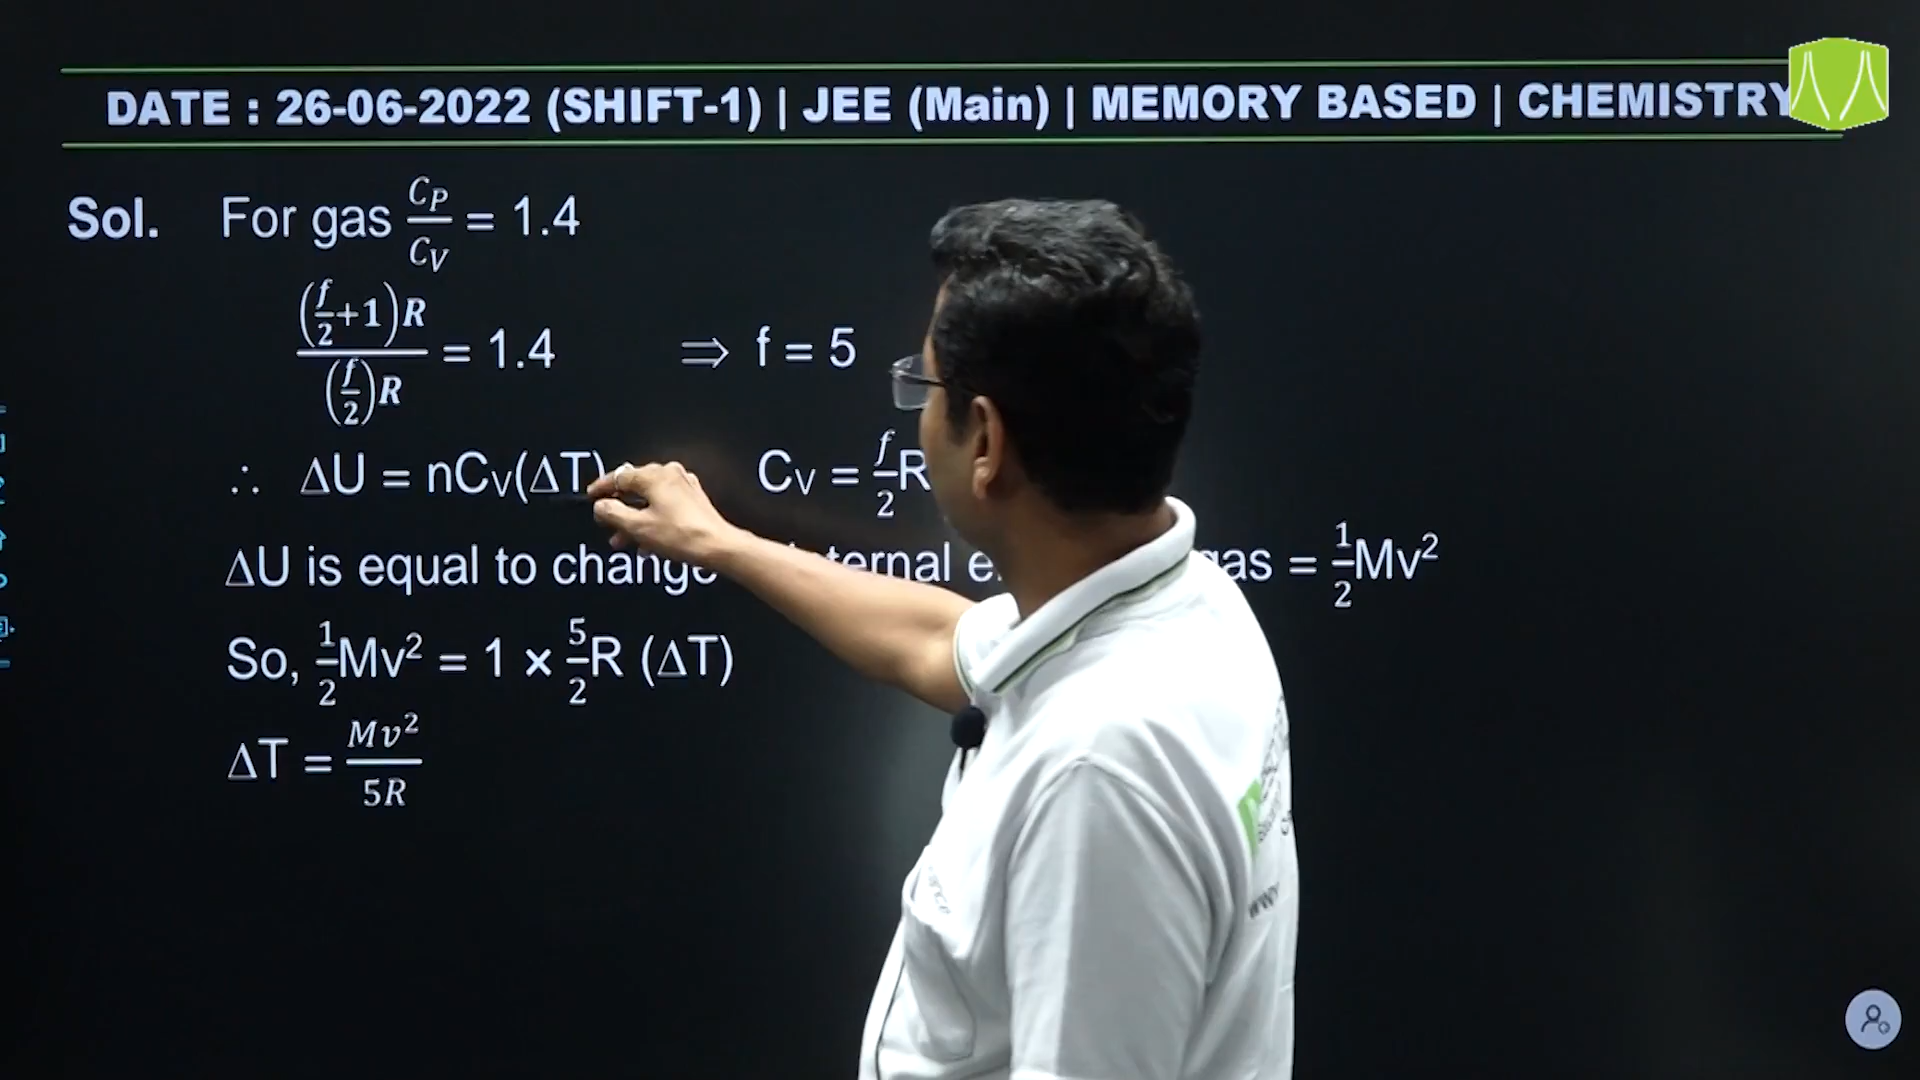 DATE : 26-06-2022 (SHIFT-1) | JEE (Main) | MEMORY BASED | CHEMISTRY
Sol. For gas C_P/C_V = 1.4
((f/2)+1)R / (f/2)R = 1.4 ⇒ f = 5
∴ ΔU = nC_V(ΔT) C_V = f/2 R
ΔU is equal to change gas = 1/2 Mv²
So, 1/2 Mv² = 1 × 5/2 R (ΔT)
ΔT = Mv²/5R